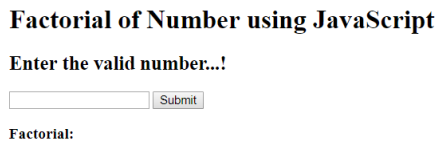 Factorial of Number using JavaScript
Enter the valid number...!
Submit
Factorial: